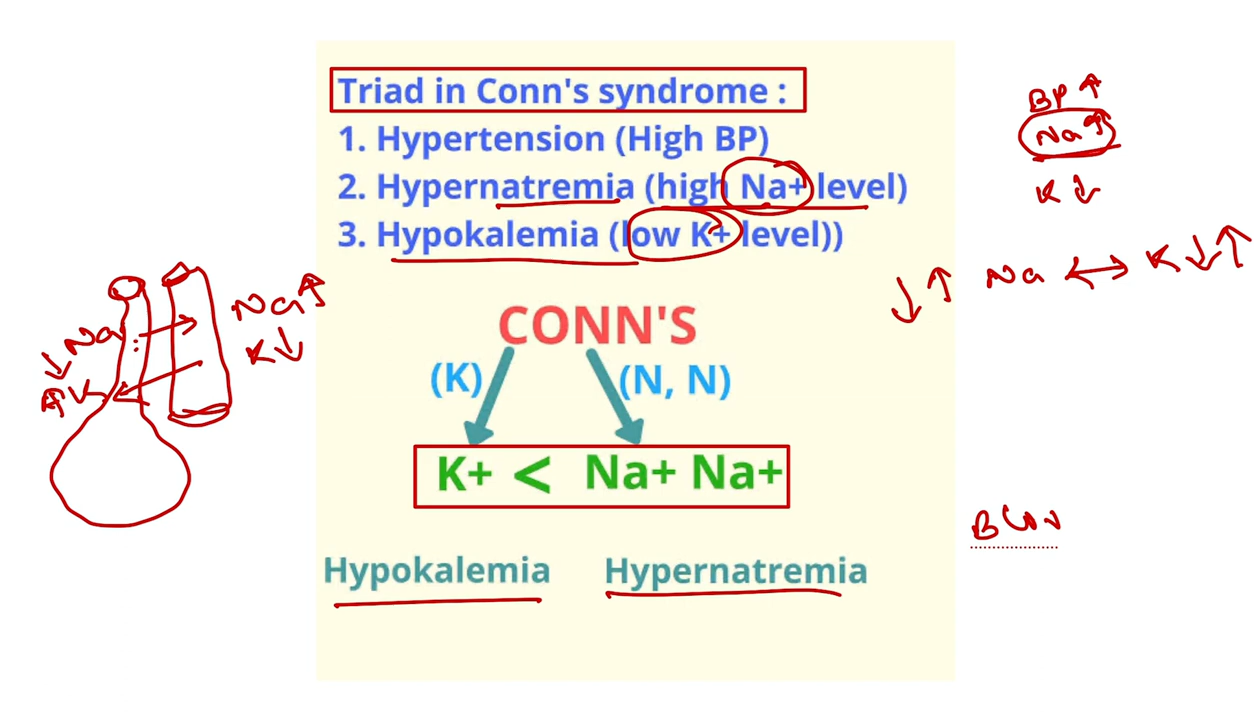 Triad in Conn's syndrome :
1. Hypertension (High BP)
2. Hypernatremia (high Na+ level)
3. Hypokalemia (low K+ level))
BP ↑
Na ↑
K ↓
↓ ↑ Na ↔ K ↓ ↑
Na ↑
K ↓
↓ Na
↑ K
CONN'S
(K) (N, N)
K+ < Na+ Na+
Hypokalemia Hypernatremia